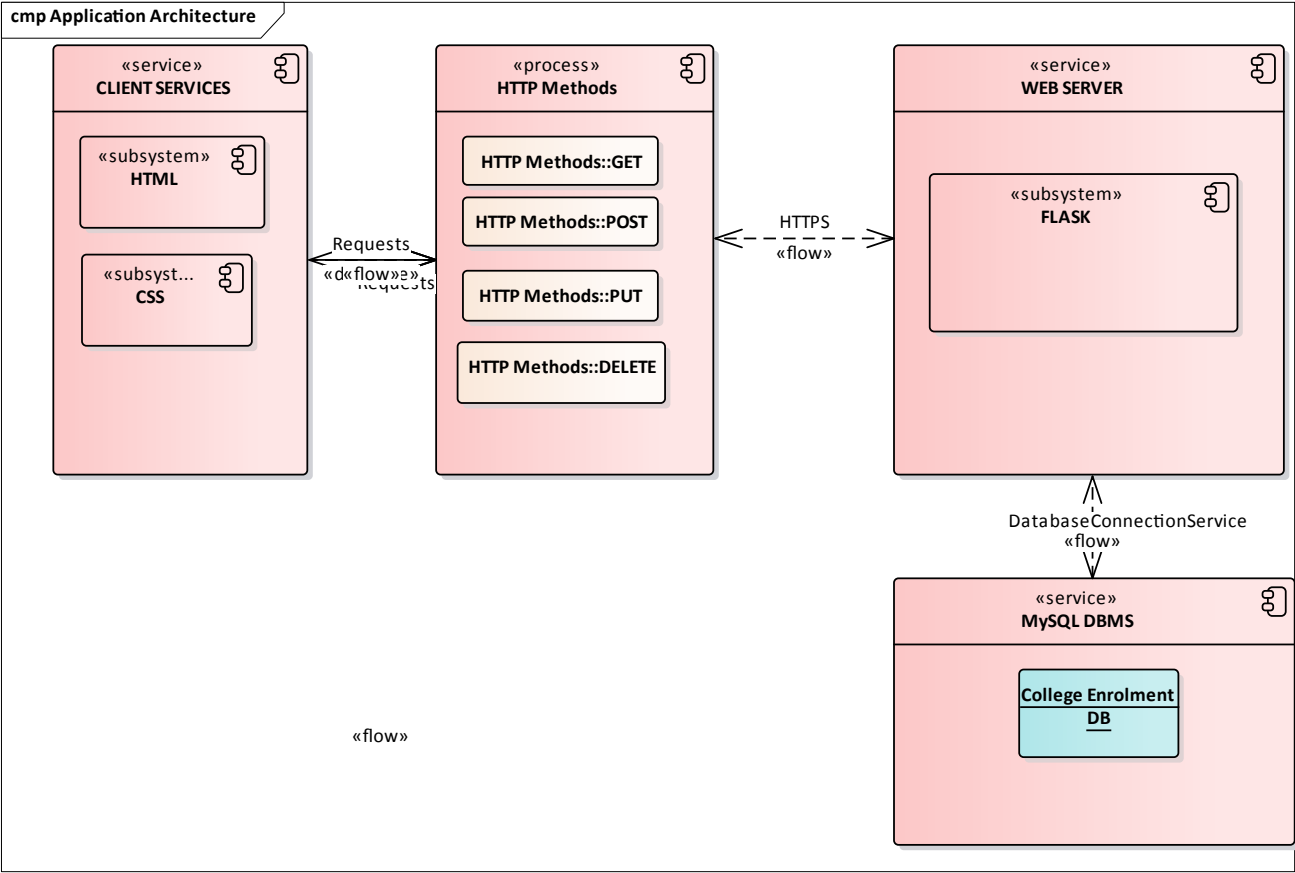 cmp Application Architecture
«service»
CLIENT SERVICES
«subsystem»
HTML
«subsyst...
CSS
Requests
«flow»
Requests
«process»
HTTP Methods
HTTP Methods::GET
HTTP Methods::POST
HTTP Methods::PUT
HTTP Methods::DELETE
HTTPS
«flow»
«service»
WEB SERVER
«subsystem»
FLASK
DatabaseConnectionService
«flow»
«service»
MySQL DBMS
College Enrolment
DB
«flow»